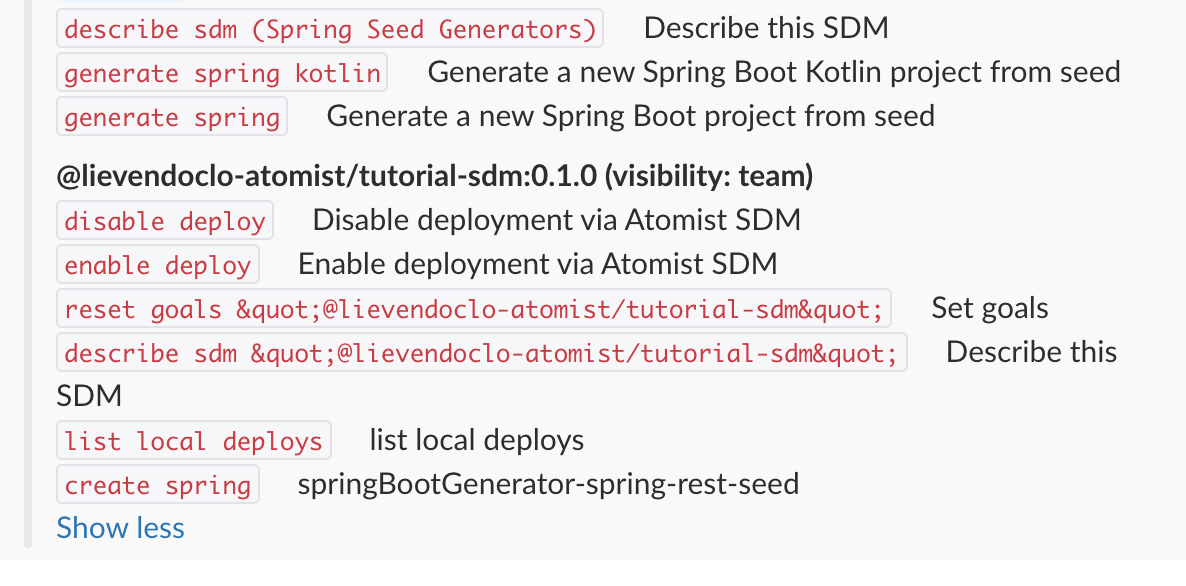 describe sdm (Spring Seed Generators) Describe this SDM
generate spring kotlin Generate a new Spring Boot Kotlin project from seed
generate spring Generate a new Spring Boot project from seed
@lievendoclo-atomist/tutorial-sdm:0.1.0 (visibility: team)
disable deploy Disable deployment via Atomist SDM
enable deploy Enable deployment via Atomist SDM
reset goals &quot;@lievendoclo-atomist/tutorial-sdm&quot; Set goals
describe sdm &quot;@lievendoclo-atomist/tutorial-sdm&quot; Describe this
SDM
list local deploys list local deploys
create spring springBootGenerator-spring-rest-seed
Show less